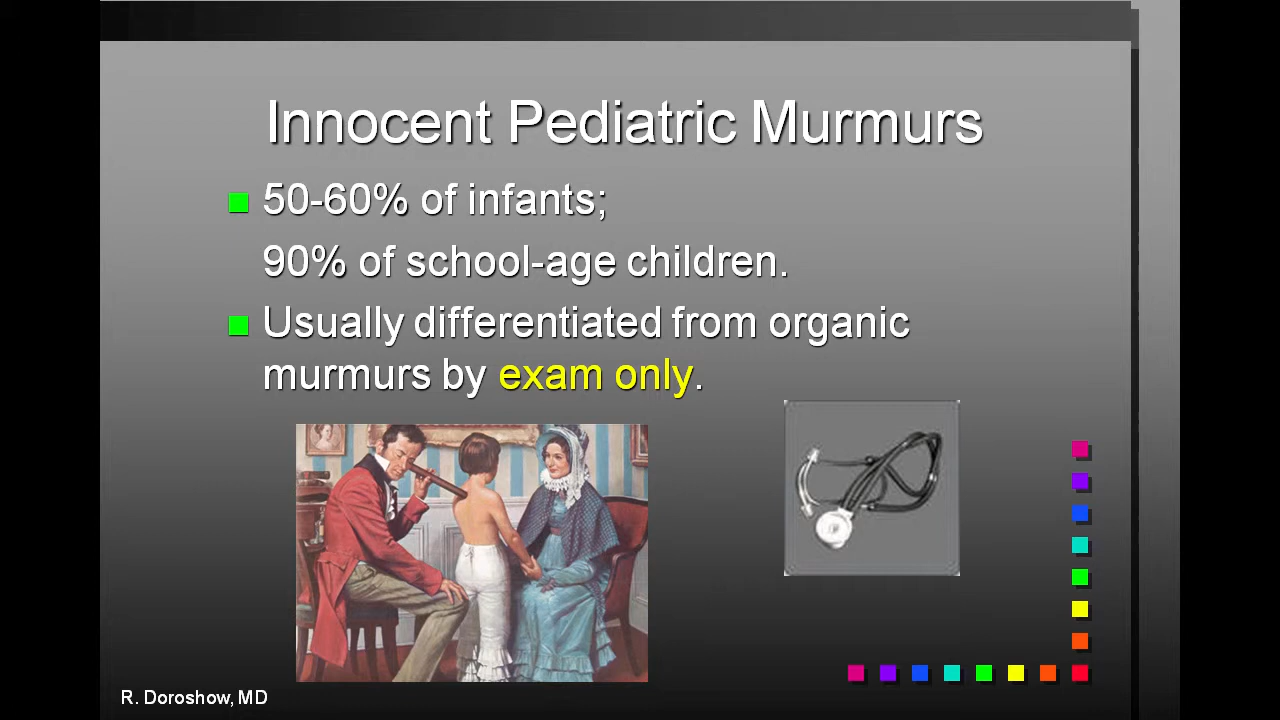 Innocent Pediatric Murmurs
50-60% of infants;
90% of school-age children.
Usually differentiated from organic
murmurs by exam only.
R. Doroshow, MD